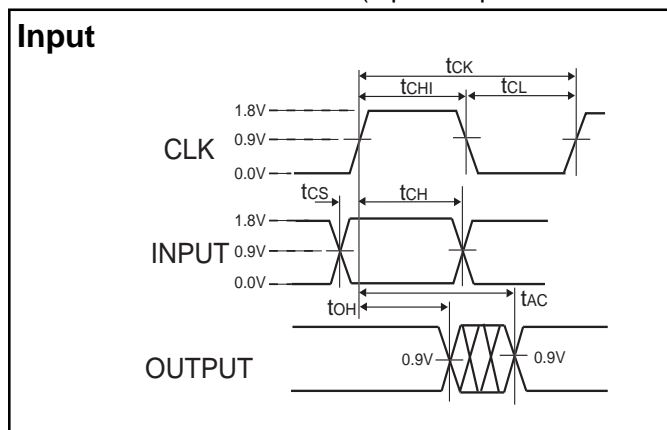 Input
tCK
tCHI tCL
1.8V
CLK 0.9V
0.0V
tCS tCH
1.8V
INPUT 0.9V
0.0V
tOH tAC
OUTPUT 0.9V 0.9V